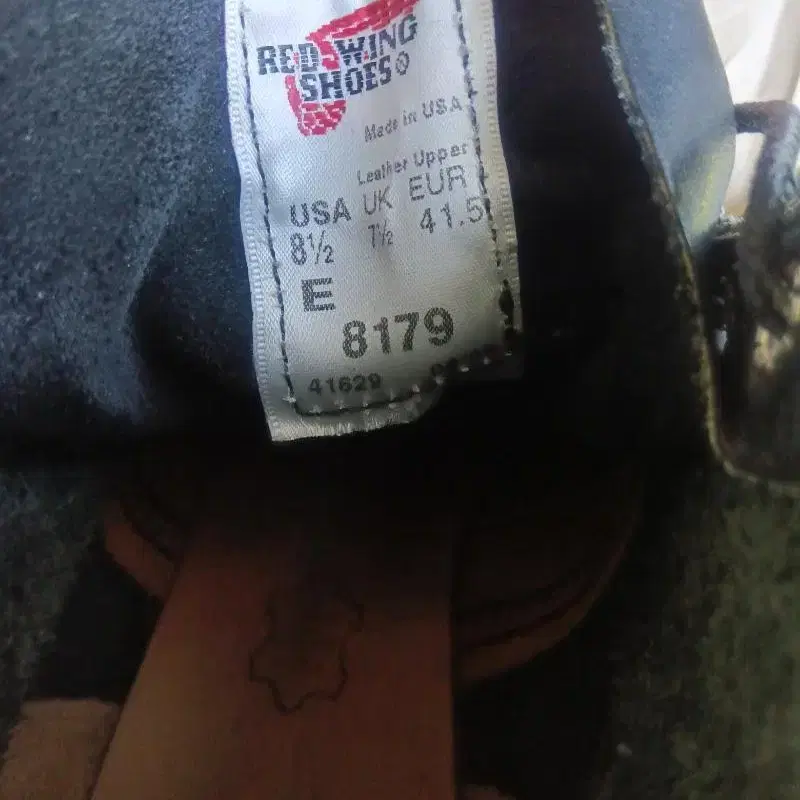 RED WING
SHOES®
Made in USA
Leather Upper
USA UK EUR
8½ 7½ 41.5
E
8179
41629